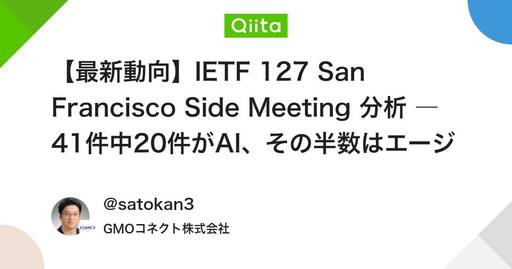 Qiita
【最新動向】IETF 127 San
Francisco Side Meeting 分析 ―
41件中20件がAI、その半数はエージ
@satokan3
GMO
GMOコネクト株式会社